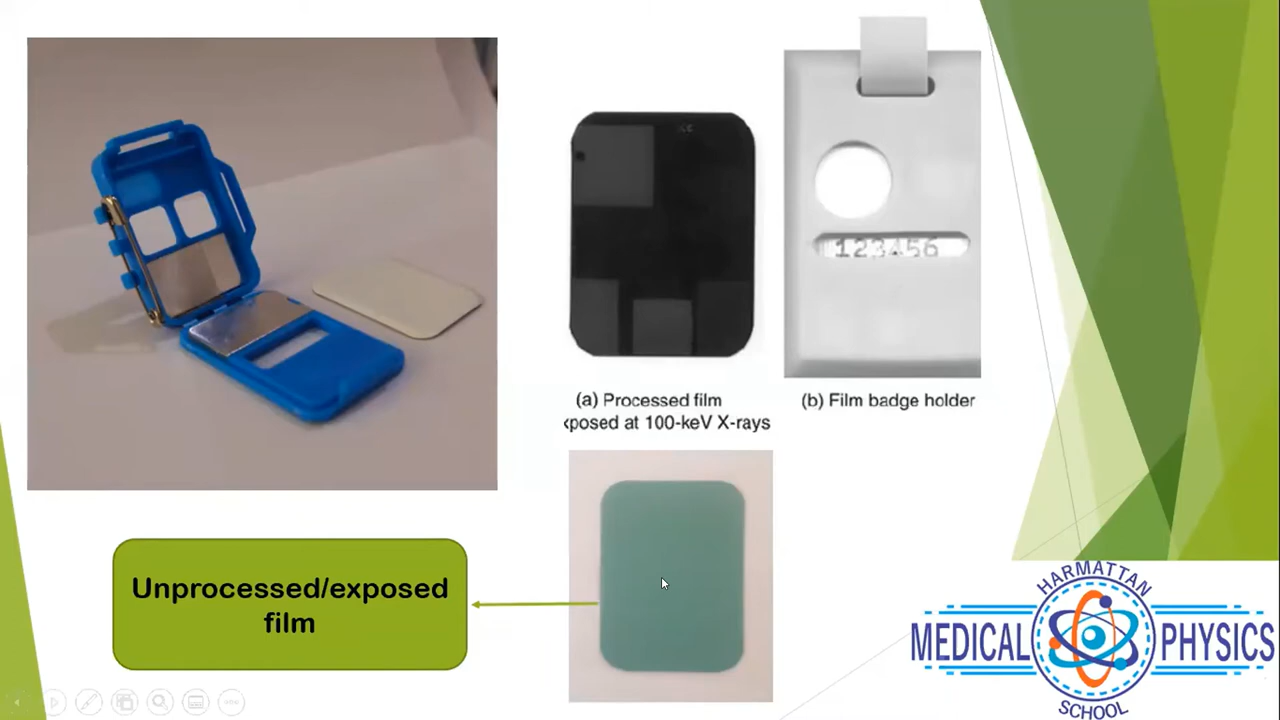 123456
(a) Processed film
xposed at 100-keV X-rays
(b) Film badge holder
Unprocessed/exposed
film
HARMATTAN
MEDICAL PHYSICS
SCHOOL